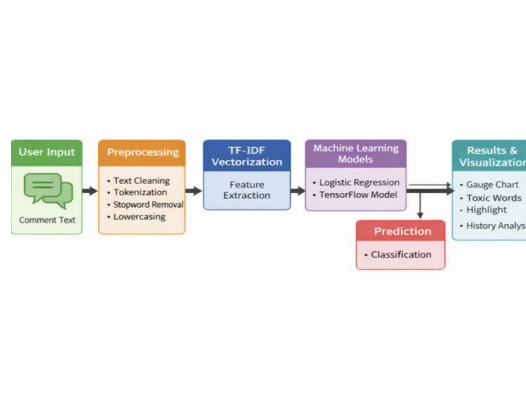 User Input
Comment Text
Preprocessing
• Text Cleaning
• Tokenization
• Stopword Removal
• Lowercasing
TF-IDF
Vectorization
Feature
Extraction
Machine Learning
Models
• Logistic Regression
• TensorFlow Model
Prediction
• Classification
Results &
Visualization
• Gauge Chart
• Toxic Words
• Highlight
• History Analys